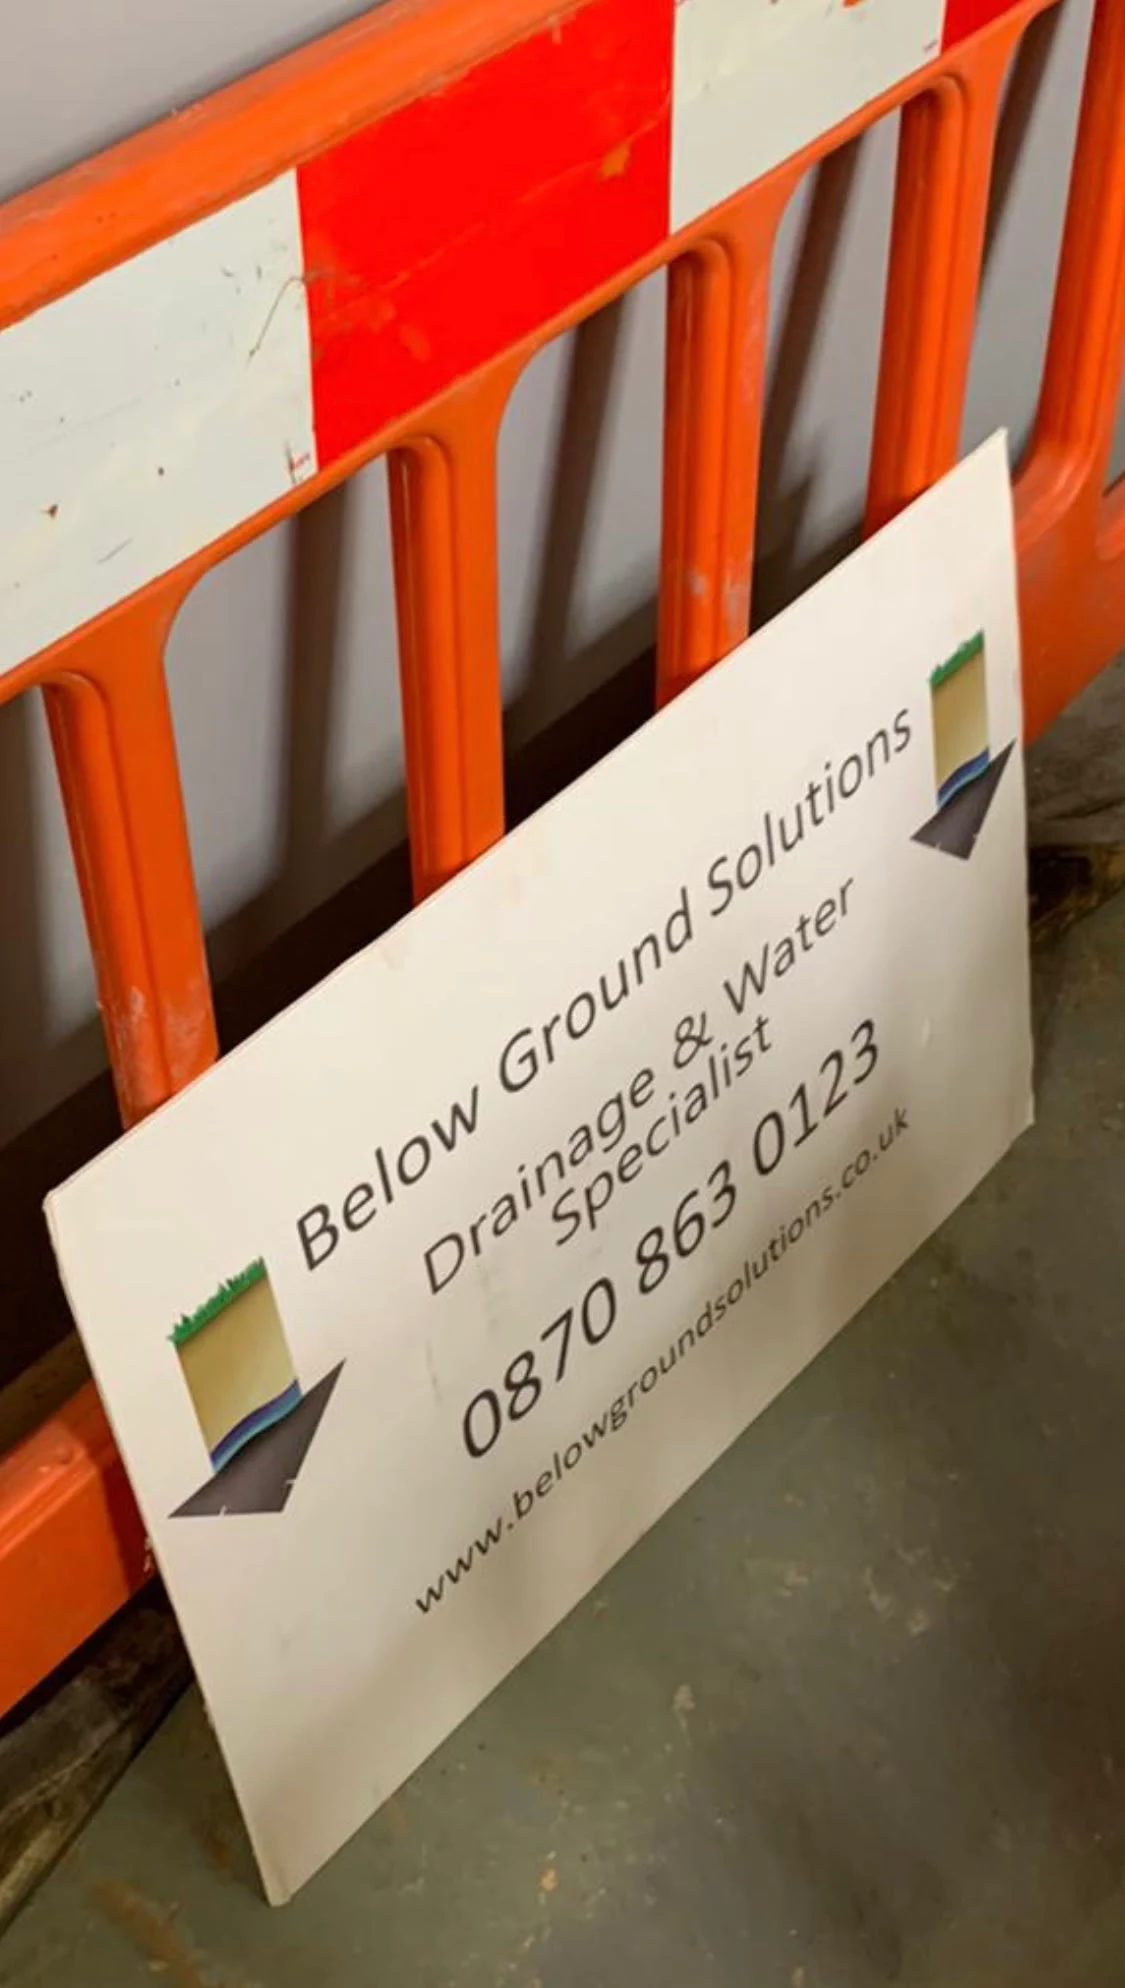 Below Ground Solutions
Drainage & Water
Specialist
0870 863 0123
www.belowgroundsolutions.co.uk